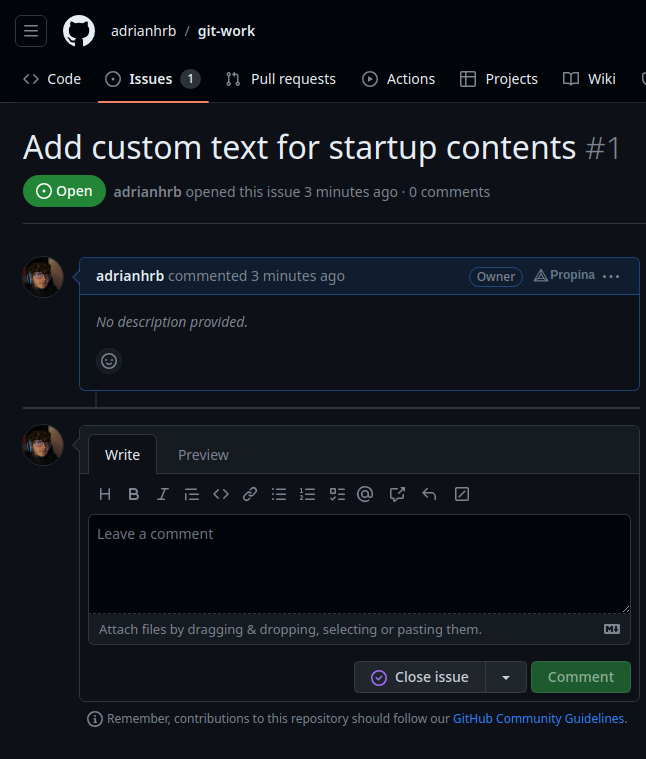 adrianhrb / git-work
Code Issues 1 Pull requests Actions Projects Wiki
Add custom text for startup contents #1
Open adrianhrb opened this issue 3 minutes ago · 0 comments
adrianhrb commented 3 minutes ago Owner Propina
No description provided.
Write Preview
H B I
Leave a comment
Attach files by dragging & dropping, selecting or pasting them.
Close issue Comment
Remember, contributions to this repository should follow our GitHub Community Guidelines.